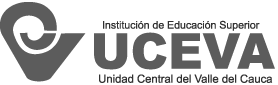 Institución de Educación Superior
UCEVA
Unidad Central del Valle del Cauca